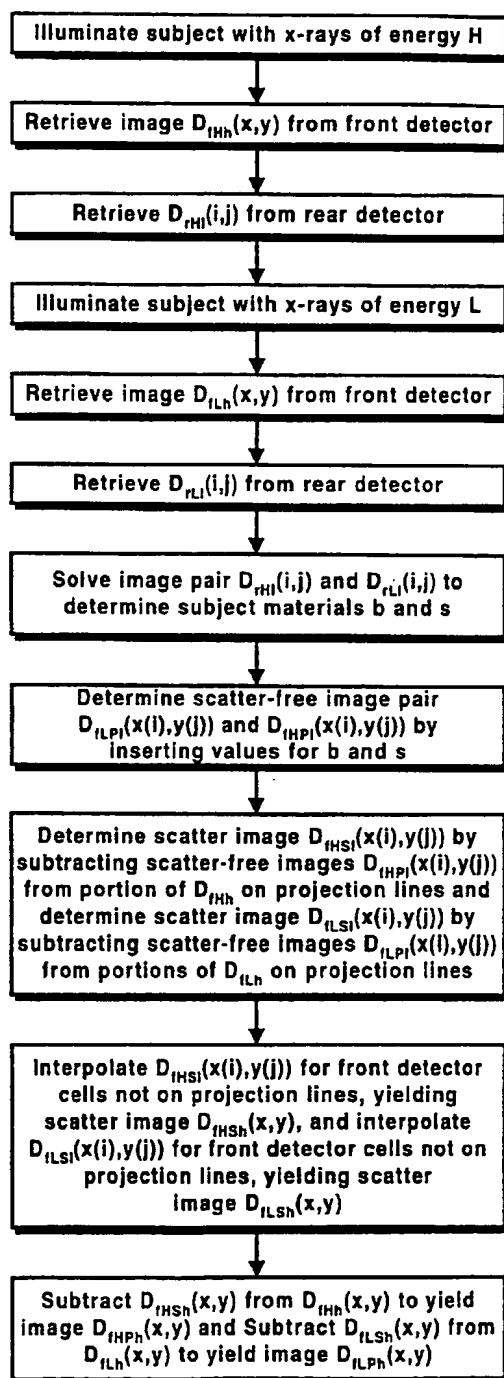 Illuminate subject with x-rays of energy H
Retrieve image D_fHh(x,y) from front detector
Retrieve D_rHl(i,j) from rear detector
Illuminate subject with x-rays of energy L
Retrieve image D_fLh(x,y) from front detector
Retrieve D_rLl(i,j) from rear detector
Solve image pair D_rHl(i,j) and D_rLl(i,j) to
determine subject materials b and s
Determine scatter-free image pair
D_fLPl(x(i),y(j)) and D_fHPl(x(i),y(j)) by
inserting values for b and s
Determine scatter image D_fHSl(x(i),y(j)) by
subtracting scatter-free images D_fHPl(x(i),y(j))
from portion of D_fHh on projection lines and
determine scatter image D_fLSl(x(i),y(j)) by
subtracting scatter-free images D_fLPl(x(i),y(j))
from portions of D_fLh on projection lines
Interpolate D_fHSl(x(i),y(j)) for front detector
cells not on projection lines, yielding
scatter image D_fHSh(x,y), and interpolate
D_fLSl(x(i),y(j)) for front detector cells not on
projection lines, yielding scatter
image D_fLSh(x,y)
Subtract D_fHSh(x,y) from D_fHh(x,y) to yield
image D_fHPh(x,y) and Subtract D_fLSh(x,y) from
D_fLh(x,y) to yield image D_fLPh(x,y)